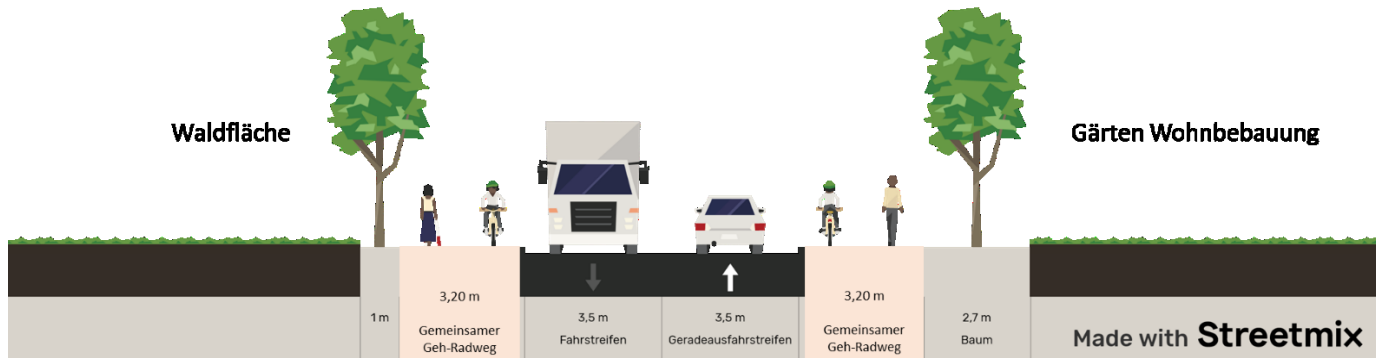 Waldfläche
Gärten Wohnbebauung
1 m
3,20 m
Gemeinsamer
Geh-Radweg
3,5 m
Fahrstreifen
3,5 m
Geradeausfahrstreifen
3,20 m
Gemeinsamer
Geh-Radweg
2,7 m
Baum
Made with Streetmix